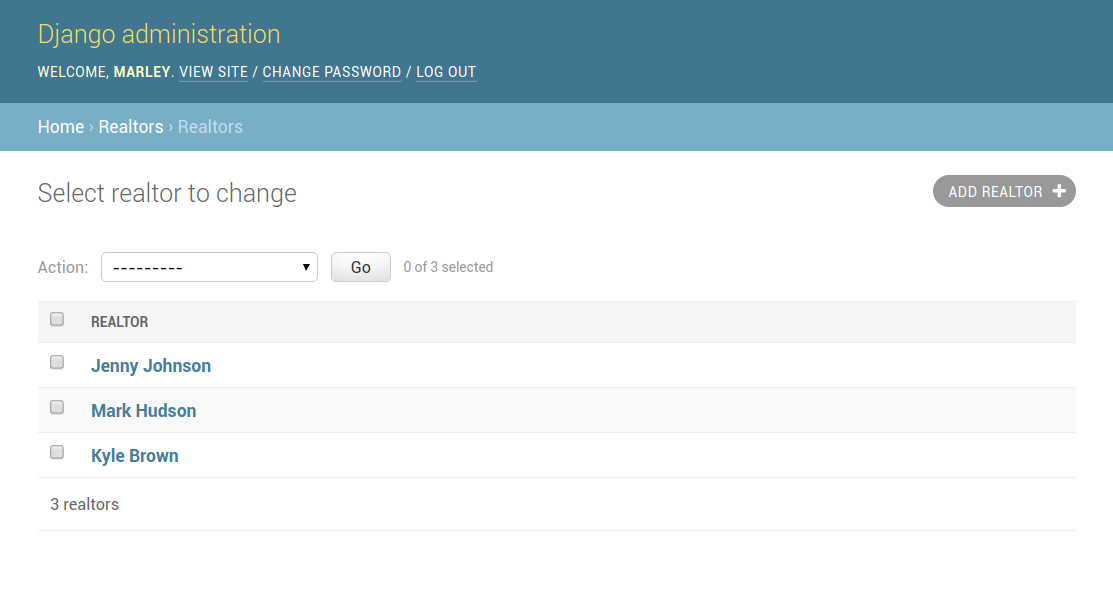 Django administration
WELCOME, MARLEY. VIEW SITE / CHANGE PASSWORD / LOG OUT
Home › Realtors › Realtors
Select realtor to change
ADD REALTOR +
Action: --------- Go 0 of 3 selected
REALTOR
Jenny Johnson
Mark Hudson
Kyle Brown
3 realtors